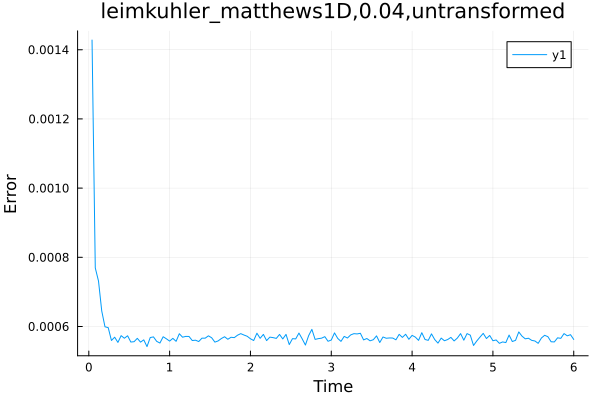 leimkuhler_matthews1D,0.04,untransformed
y1
0.0014
0.0012
0.0010
0.0008
0.0006
Error
0 1 2 3 4 5 6
Time